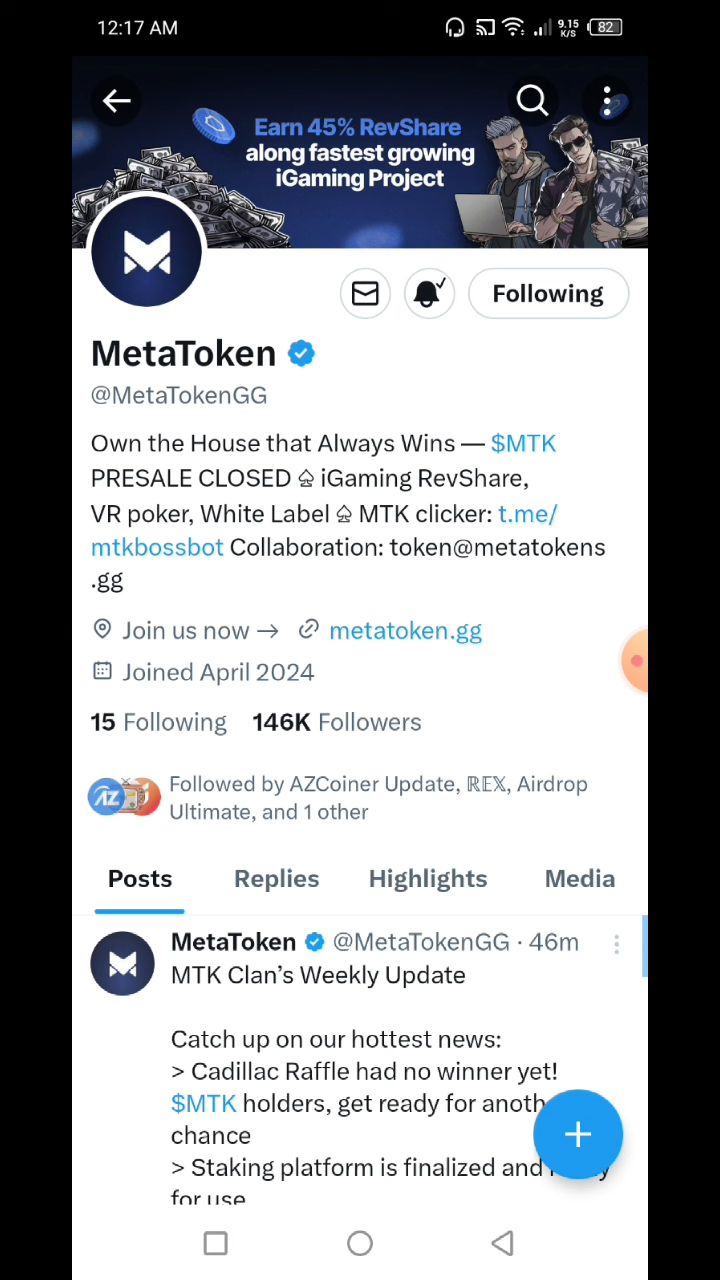 12:17 AM 9.15 K/S 82
Earn 45% RevShare
along fastest growing
iGaming Project
Following
MetaToken
@MetaTokenGG
Own the House that Always Wins — $MTK
PRESALE CLOSED ♤ iGaming RevShare,
VR poker, White Label ♤ MTK clicker: t.me/
mtkbossbot Collaboration: token@metatokens
.gg
Join us now → metatoken.gg
Joined April 2024
15 Following 146K Followers
Followed by AZCoiner Update, ℝ𝔼𝕏, Airdrop
Ultimate, and 1 other
Posts Replies Highlights Media
MetaToken @MetaTokenGG · 46m
MTK Clan’s Weekly Update
Catch up on our hottest news:
> Cadillac Raffle had no winner yet!
$MTK holders, get ready for anoth
chance
> Staking platform is finalized and
for use